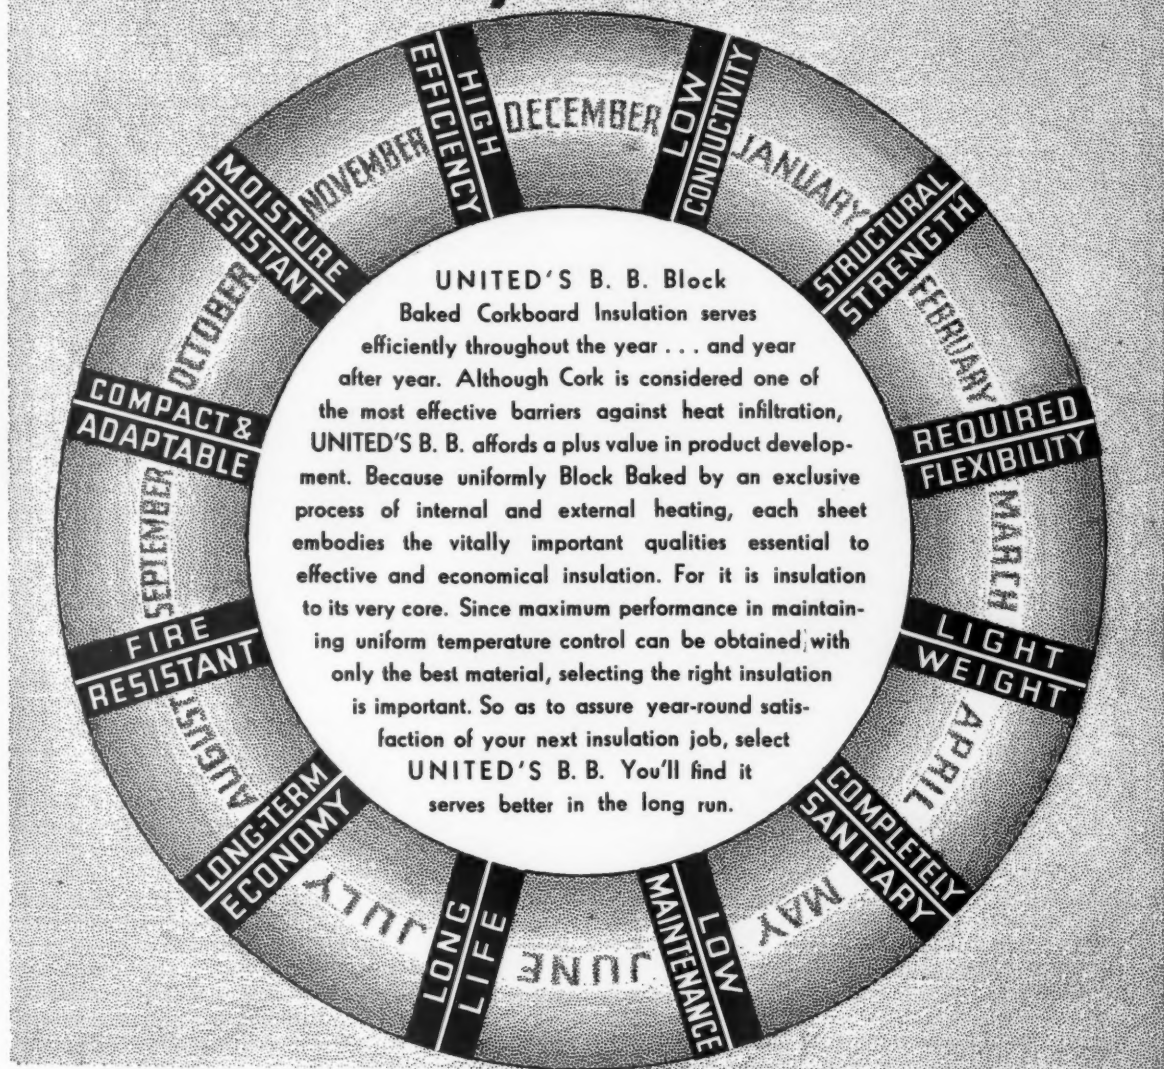 HIGH
EFFICIENCY
DECEMBER
LOW
CONDUCTIVITY
JANUARY
STRUCTURAL
STRENGTH
FEBRUARY
REQUIRED
FLEXIBILITY
MARCH
LIGHT
WEIGHT
APRIL
COMPLETELY
SANITARY
MAY
LOW
MAINTENANCE
JUNE
LONG
LIFE
JULY
LONG-TERM
ECONOMY
AUGUST
FIRE
RESISTANT
SEPTEMBER
COMPACT &
ADAPTABLE
OCTOBER
MOISTURE
RESISTANT
NOVEMBER
UNITED'S B. B. Block
Baked Corkboard Insulation serves
efficiently throughout the year . . . and year
after year. Although Cork is considered one of
the most effective barriers against heat infiltration,
UNITED'S B. B. affords a plus value in product develop-
ment. Because uniformly Block Baked by an exclusive
process of internal and external heating, each sheet
embodies the vitally important qualities essential to
effective and economical insulation. For it is insulation
to its very core. Since maximum performance in maintain-
ing uniform temperature control can be obtained with
only the best material, selecting the right insulation
is important. So as to assure year-round satis-
faction of your next insulation job, select
UNITED'S B. B. You'll find it
serves better in the long run.